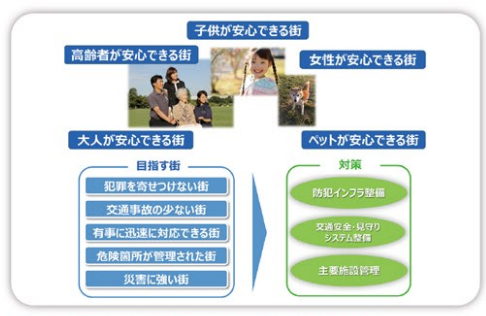 子供が安心できる街
高齢者が安心できる街
女性が安心できる街
大人が安心できる街
ペットが安心できる街
目指す街
犯罪を寄せつけない街
交通事故の少ない街
有事に迅速に対応できる街
危険箇所が管理された街
災害に強い街
対策
防犯インフラ整備
交通安全・見守り
システム整備
主要施設管理